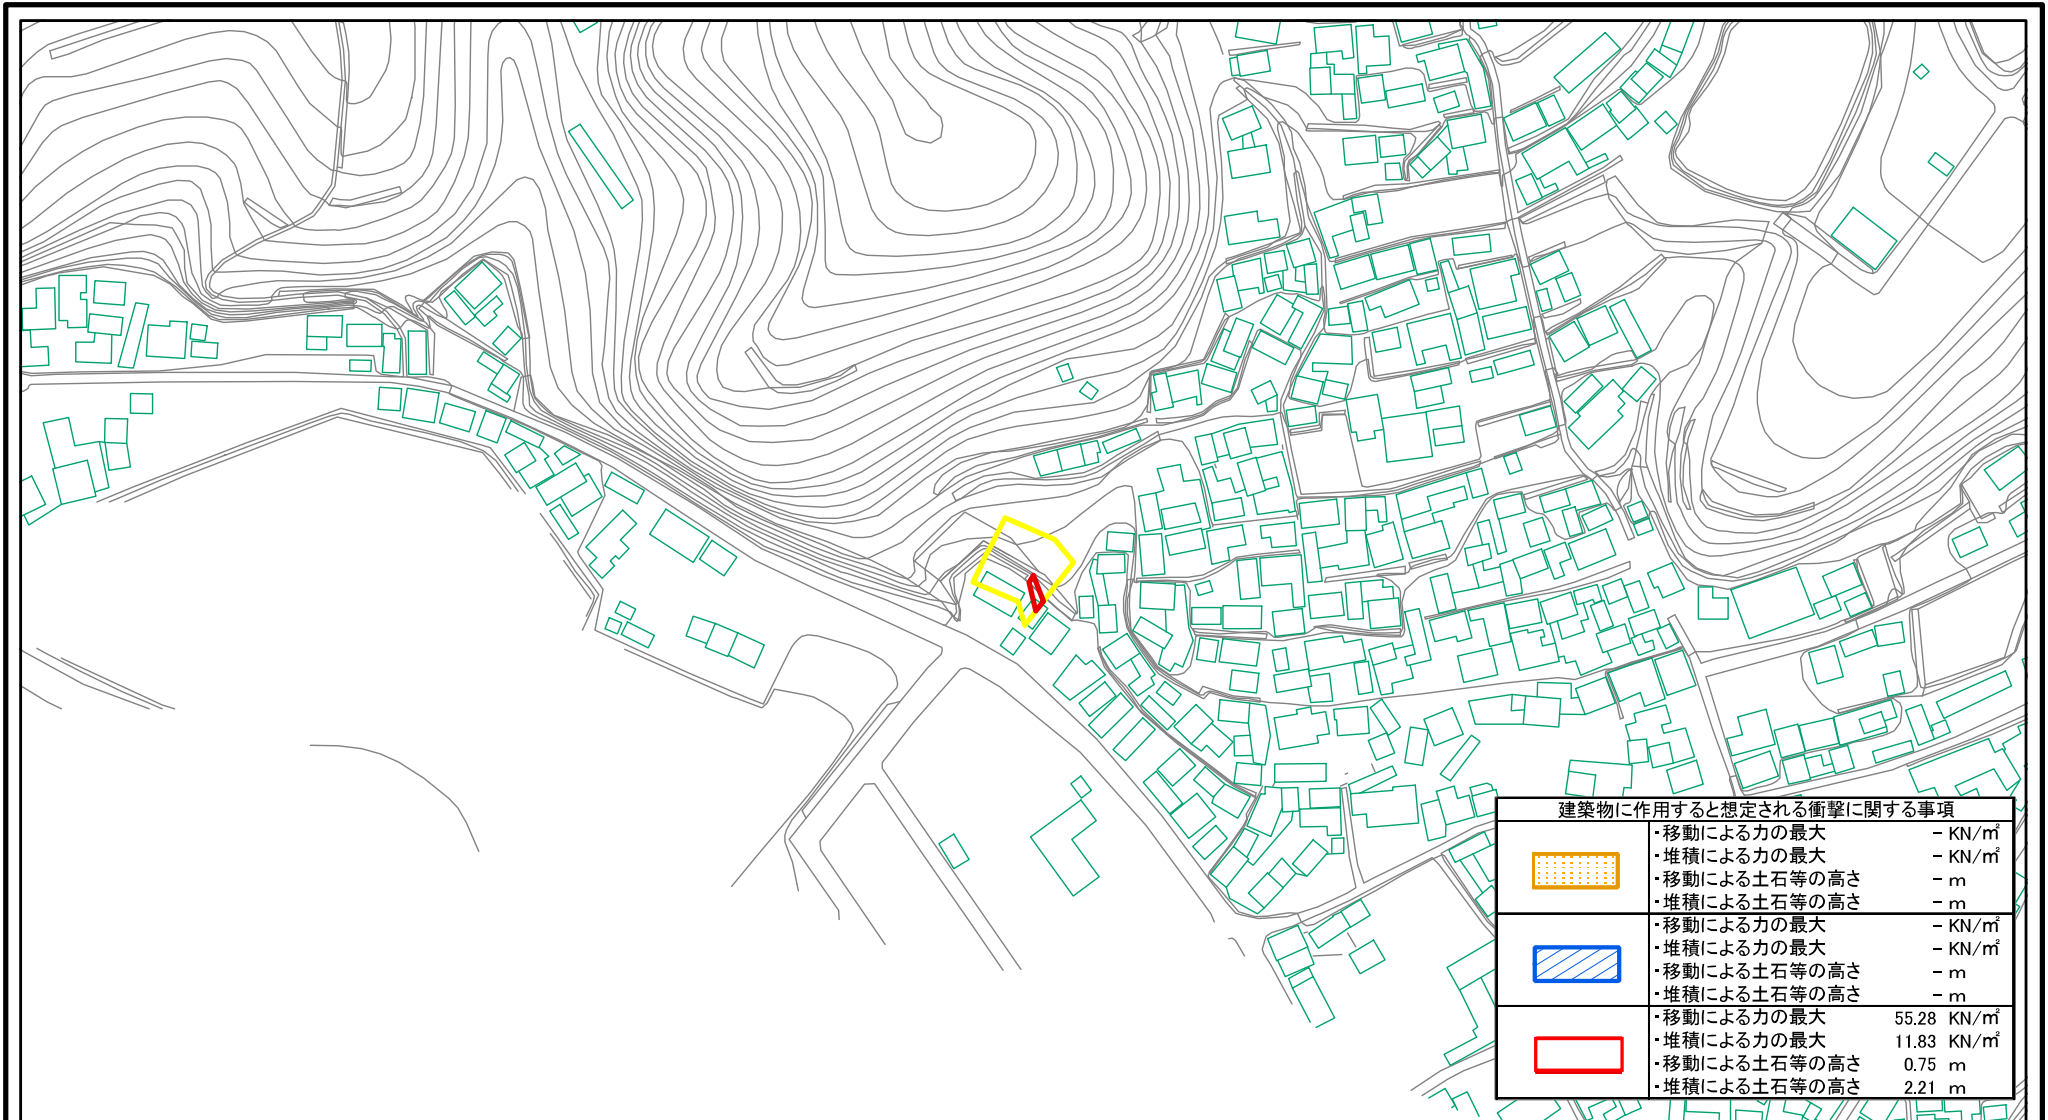 建築物に作用すると想定される衝撃に関する事項
・移動による力の最大 － KN/㎡
・堆積による力の最大 － KN/㎡
・移動による土石等の高さ － m
・堆積による土石等の高さ － m
・移動による力の最大 － KN/㎡
・堆積による力の最大 － KN/㎡
・移動による土石等の高さ － m
・堆積による土石等の高さ － m
・移動による力の最大 55.28 KN/㎡
・堆積による力の最大 11.83 KN/㎡
・移動による土石等の高さ 0.75 m
・堆積による土石等の高さ 2.21 m